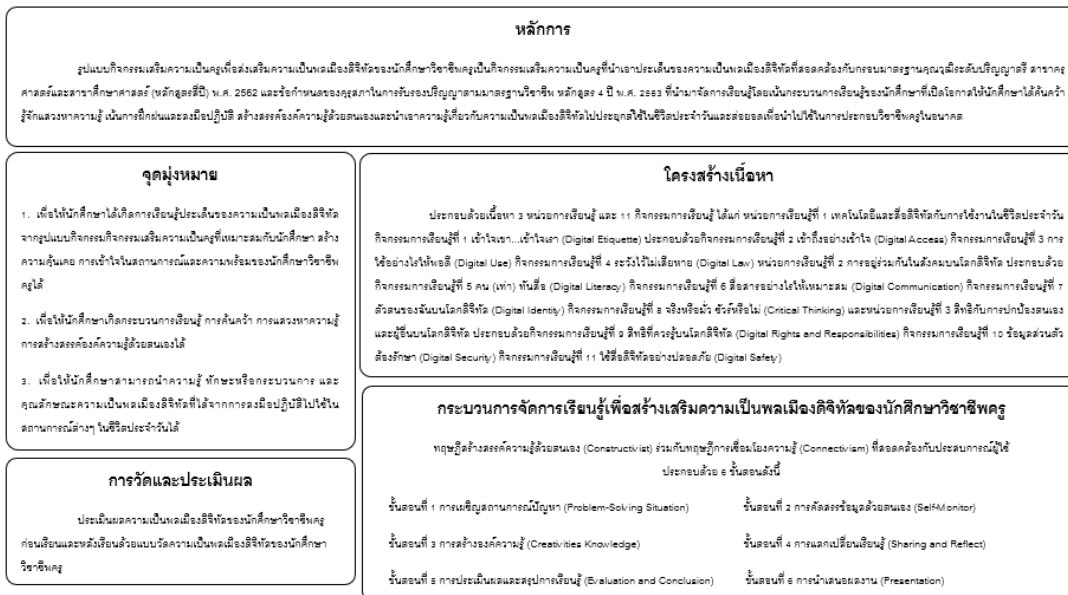 หลักการ
รูปแบบกิจกรรมเสริมความเป็นครูเพื่อส่งเสริมความเป็นพลเมืองดิจิทัลของนักศึกษาวิชาชีพครูเป็นกิจกรรมเสริมความเป็นครูที่นำเอาประเด็นของความเป็นพลเมืองดิจิทัลที่สอดคล้องกับกรอบมาตรฐานคุณวุฒิระดับปริญญาตรี สาขาครุ
ศาสตร์และสาขาศึกษาศาสตร์ (หลักสูตรสี่ปี) พ.ศ. 2562 และข้อกำหนดของคุรุสภาในการรับรองปริญญาตามมาตรฐานวิชาชีพ หลักสูตร 4 ปี พ.ศ. 2563 ที่นำมาจัดการเรียนรู้โดยเน้นกระบวนการเรียนรู้ของนักศึกษาที่เปิดโอกาสให้นักศึกษาได้ค้นคว้า
รู้จักแสวงหาความรู้ เน้นการฝึกฝนและลงมือปฏิบัติ สร้างสรรค์องค์ความรู้ด้วยตนเองและนำเอาความรู้เกี่ยวกับความเป็นพลเมืองดิจิทัลไปประยุกต์ใช้ในชีวิตประจำวันและต่อยอดเพื่อนำไปใช้ในการประกอบวิชาชีพครูในอนาคต
จุดมุ่งหมาย
1. เพื่อให้นักศึกษาได้เกิดการเรียนรู้ประเด็นของความเป็นพลเมืองดิจิทัล
จากรูปแบบกิจกรรมกิจกรรมเสริมความเป็นครูที่เหมาะสมกับนักศึกษา สร้าง
ความคุ้นเคย การเข้าใจในสถานการณ์และความพร้อมของนักศึกษาวิชาชีพ
ครูได้
2. เพื่อให้นักศึกษาเกิดกระบวนการเรียนรู้ การค้นคว้า การแสวงหาความรู้
การสร้างสรรค์องค์ความรู้ด้วยตนเองได้
3. เพื่อให้นักศึกษาสามารถนำความรู้ ทักษะหรือกระบวนการ และ
คุณลักษณะความเป็นพลเมืองดิจิทัลที่ได้จากการลงมือปฏิบัติไปใช้ใน
สถานการณ์ต่างๆ ในชีวิตประจำวันได้
การวัดและประเมินผล
ประเมินผลความเป็นพลเมืองดิจิทัลของนักศึกษาวิชาชีพครู
ก่อนเรียนและหลังเรียนด้วยแบบวัดความเป็นพลเมืองดิจิทัลของนักศึกษา
วิชาชีพครู
โครงสร้างเนื้อหา
ประกอบด้วยเนื้อหา 3 หน่วยการเรียนรู้ และ 11 กิจกรรมการเรียนรู้ ได้แก่ หน่วยการเรียนรู้ที่ 1 เทคโนโลยีและสื่อดิจิทัลกับการใช้งานในชีวิตประจำวัน
กิจกรรมการเรียนรู้ที่ 1 เข้าใจเขา...เข้าใจเรา (Digital Etiquette) ประกอบด้วยกิจกรรมการเรียนรู้ที่ 2 เข้าถึงอย่างเข้าใจ (Digital Access) กิจกรรมการเรียนรู้ที่ 3 การ
ใช้อย่างไรให้พอดี (Digital Use) กิจกรรมการเรียนรู้ที่ 4 ระวังไว้ไม่เสียหาย (Digital Law) หน่วยการเรียนรู้ที่ 2 การอยู่ร่วมกันในสังคมบนโลกดิจิทัล ประกอบด้วย
กิจกรรมการเรียนรู้ที่ 5 คน (เท่า) ทันสื่อ (Digital Literacy) กิจกรรมการเรียนรู้ที่ 6 สื่อสารอย่างไรให้เหมาะสม (Digital Communication) กิจกรรมการเรียนรู้ที่ 7
ตัวตนของฉันบนโลกดิจิทัล (Digital Identity) กิจกรรมการเรียนรู้ที่ 8 จริงหรือมั่ว ชัวร์หรือไม่ (Critical Thinking) และหน่วยการเรียนรู้ที่ 3 สิทธิกับการปกป้องตนเอง
และผู้อื่นบนโลกดิจิทัล ประกอบด้วยกิจกรรมการเรียนรู้ที่ 9 สิทธิที่ควรรู้บนโลกดิจิทัล (Digital Rights and Responsibilities) กิจกรรมการเรียนรู้ที่ 10 ข้อมูลส่วนตัว
ต้องรักษา (Digital Security) กิจกรรมการเรียนรู้ที่ 11 ใช้สื่อดิจิทัลอย่างปลอดภัย (Digital Safety)
กระบวนการจัดการเรียนรู้เพื่อสร้างเสริมความเป็นพลเมืองดิจิทัลของนักศึกษาวิชาชีพครู
ทฤษฎีสร้างสรรค์ความรู้ด้วยตนเอง (Constructivist) ร่วมกับทฤษฎีการเชื่อมโยงความรู้ (Connectivism) ที่สอดคล้องกับประสบการณ์ผู้ใช้
ประกอบด้วย 6 ขั้นตอนดังนี้
ขั้นตอนที่ 1 การเผชิญสถานการณ์ปัญหา (Problem-Solving Situation) ขั้นตอนที่ 2 การคัดสรรข้อมูลด้วยตนเอง (Self-Monitor)
ขั้นตอนที่ 3 การสร้างองค์ความรู้ (Creativities Knowledge) ขั้นตอนที่ 4 การแลกเปลี่ยนเรียนรู้ (Sharing and Reflect)
ขั้นตอนที่ 5 การประเมินผลและสรุปการเรียนรู้ (Evaluation and Conclusion) ขั้นตอนที่ 6 การนำเสนอผลงาน (Presentation)